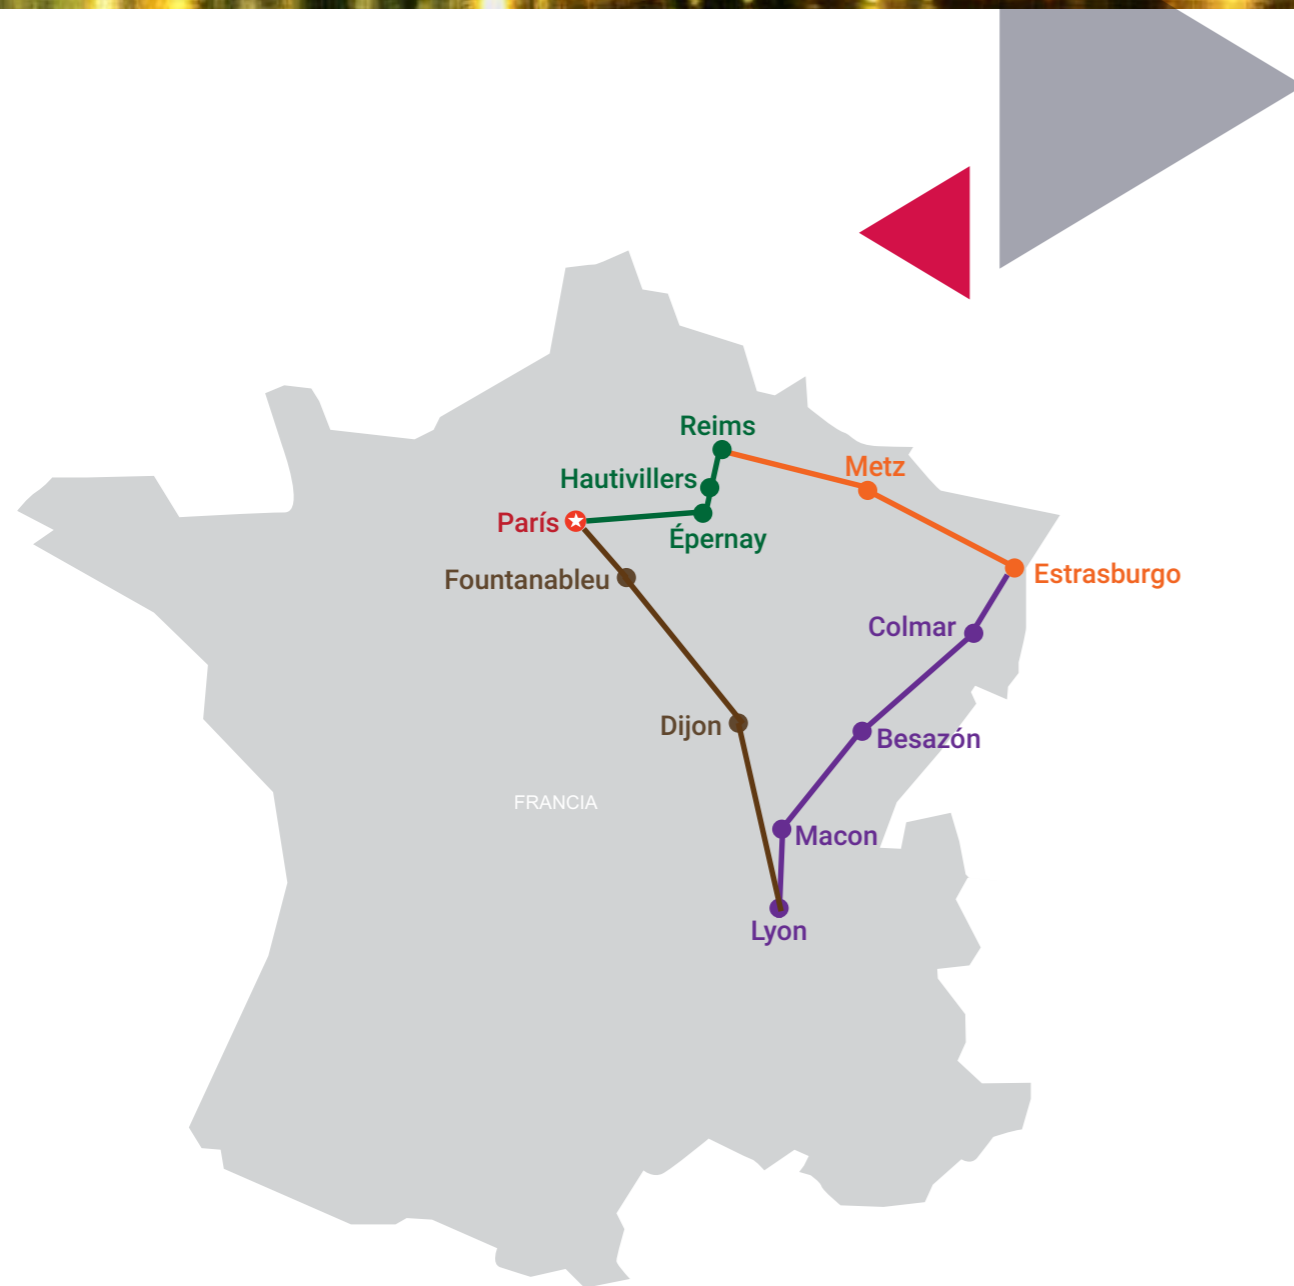 Reims
Metz
Hautivillers
París
Épernay
Fountanableu
Estrasburgo
Colmar
Dijon
Besazón
FRANCIA
Macon
Lyon